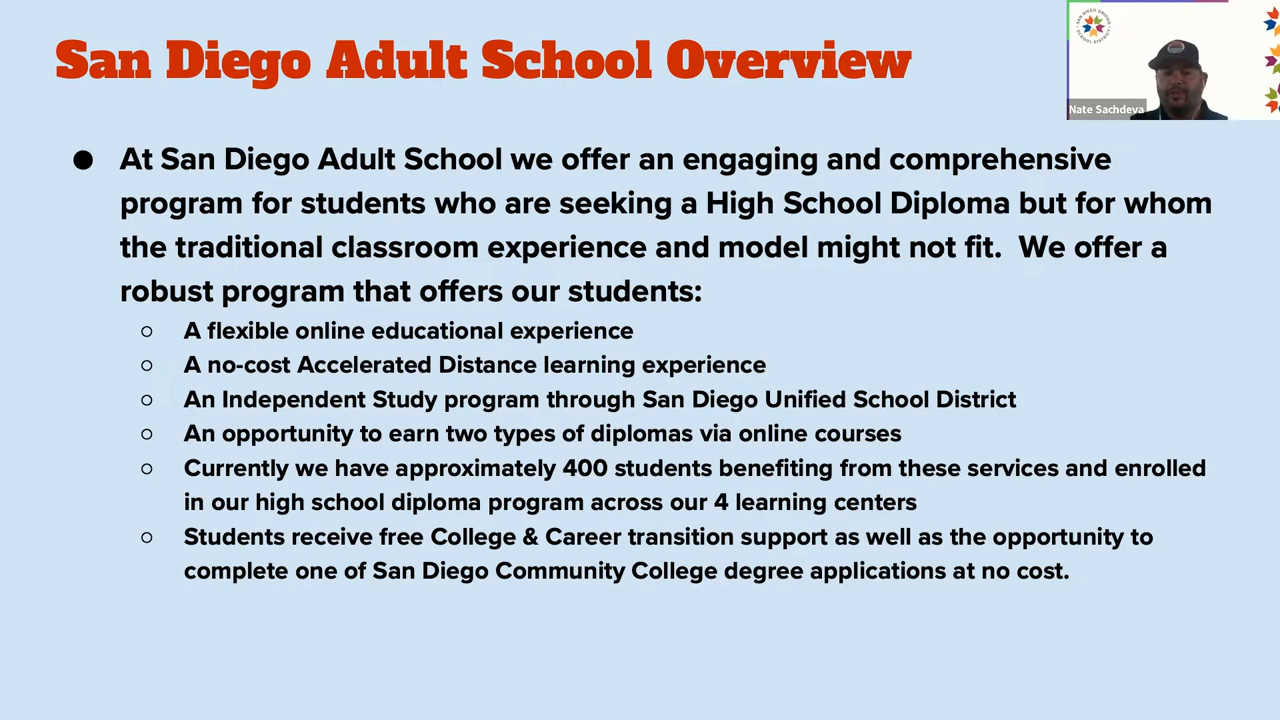 San Diego Adult School Overview
SAN DIEGO UNIFIED
SCHOOL DISTRICT
Nate Sachdeva
● At San Diego Adult School we offer an engaging and comprehensive
program for students who are seeking a High School Diploma but for whom
the traditional classroom experience and model might not fit.  We offer a
robust program that offers our students:
○ A flexible online educational experience
○ A no-cost Accelerated Distance learning experience
○ An Independent Study program through San Diego Unified School District
○ An opportunity to earn two types of diplomas via online courses
○ Currently we have approximately 400 students benefiting from these services and enrolled
in our high school diploma program across our 4 learning centers
○ Students receive free College & Career transition support as well as the opportunity to
complete one of San Diego Community College degree applications at no cost.